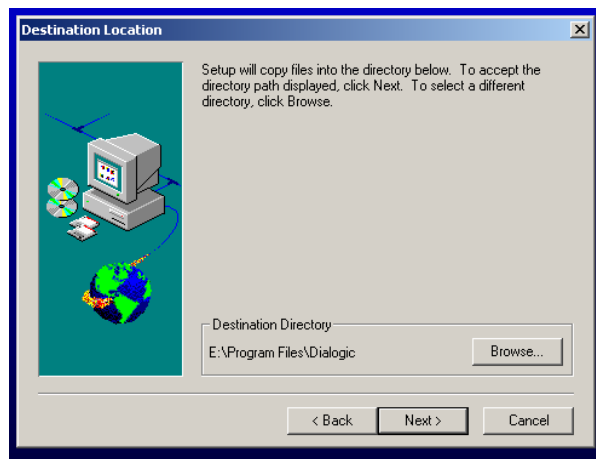 Destination Location
Setup will copy files into the directory below. To accept the
directory path displayed, click Next. To select a different
directory, click Browse.
Destination Directory
E:\Program Files\Dialogic
Browse...
< Back
Next >
Cancel